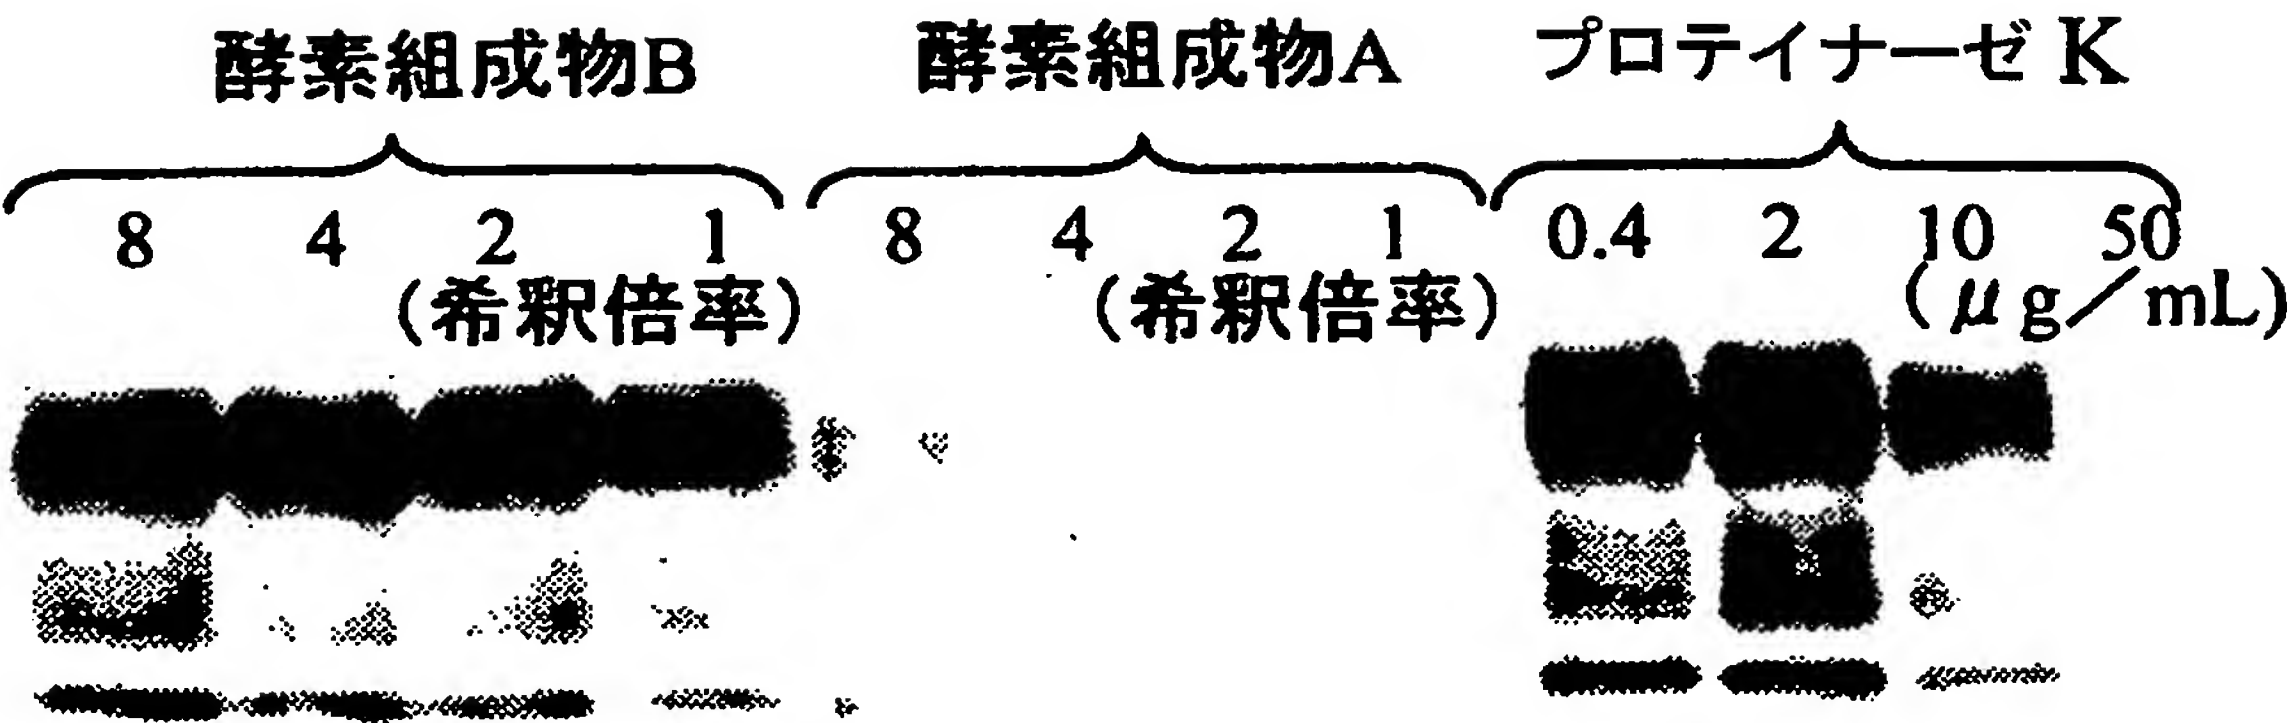 酵素組成物B 酵素組成物A プロテイナーゼ K
8 4 2 1 8 4 2 1 0.4 2 10 50
(希釈倍率) (希釈倍率) (μg/mL)